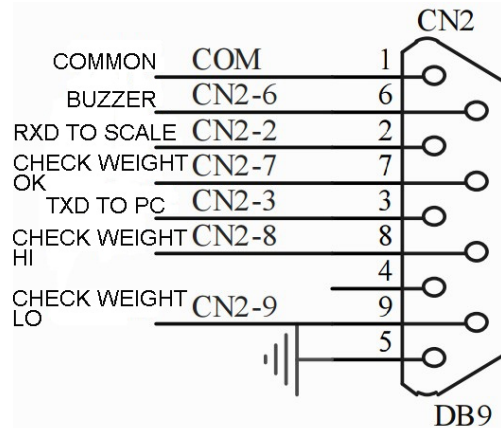 CN2
COMMON COM 1
BUZZER CN2-6 6
RXD TO SCALE CN2-2 2
CHECK WEIGHT CN2-7 7
OK
TXD TO PC CN2-3 3
CHECK WEIGHT CN2-8 8
HI
4
CHECK WEIGHT CN2-9 9
LO
5
DB9